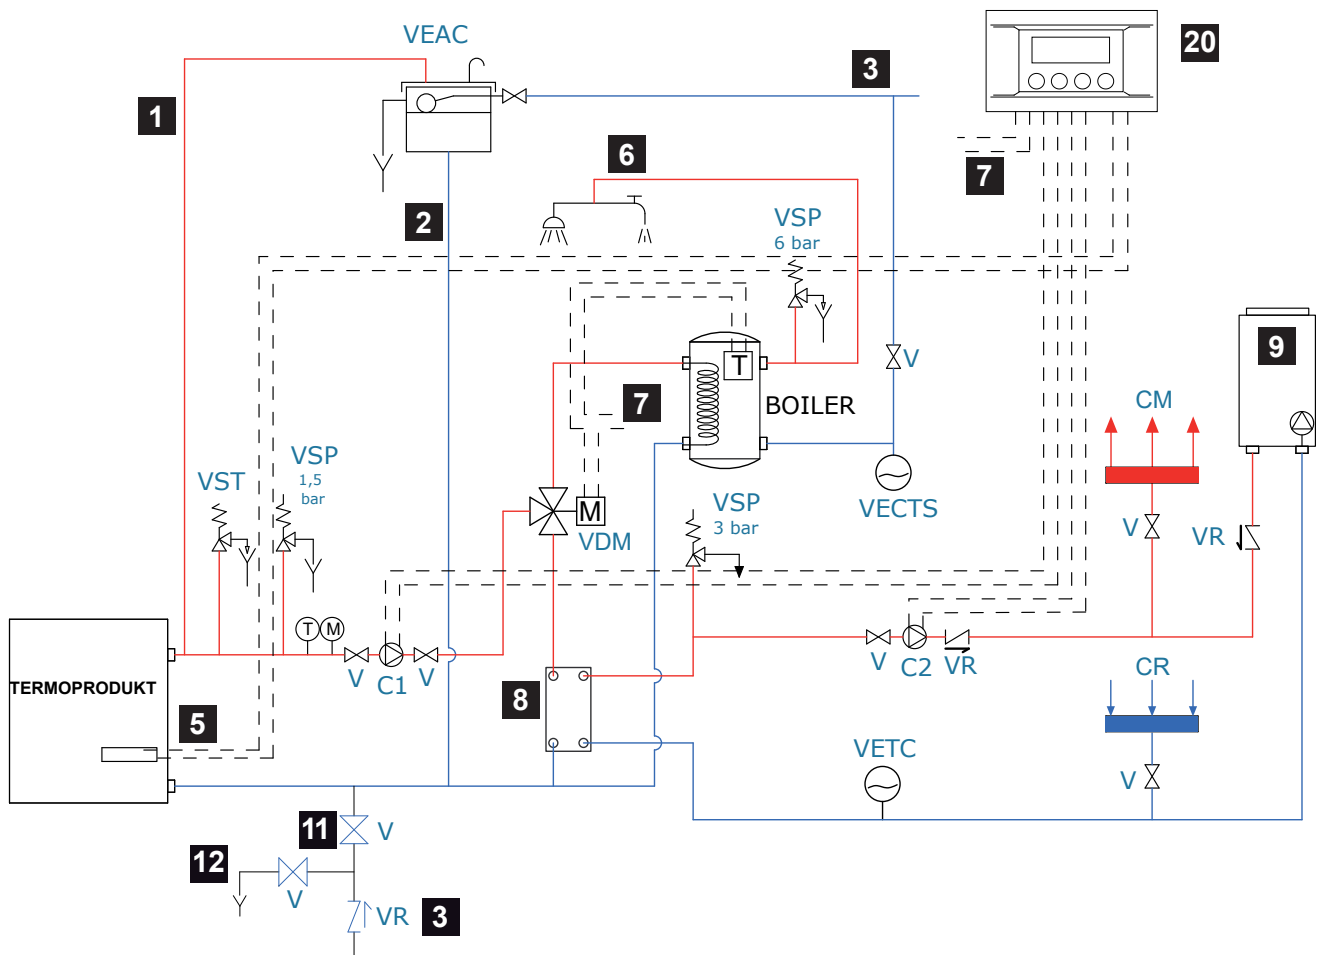 VEAC
3
20
1
7
6
2
VSP
6 bar
9
T
V
7
BOILER
CM
VSP
1,5
bar
VST
M
VDM
VSP
3 bar
VECTS
V
VR
T M
V
C1
V
V
C2
VR
TERMOPRODUKT
8
CR
5
VETC
V
11
V
12
V
VR
3